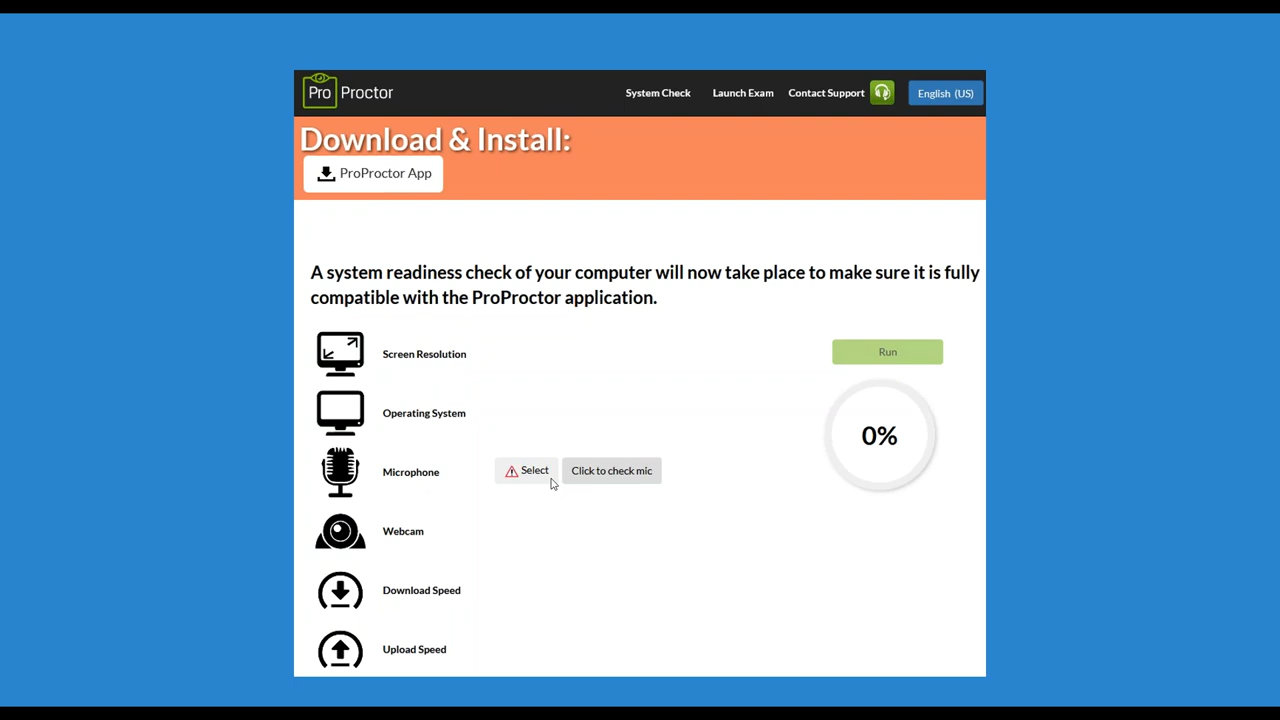 Pro Proctor
System Check
Launch Exam
Contact Support
English (US)
Download & Install:
ProProctor App
A system readiness check of your computer will now take place to make sure it is fully
compatible with the ProProctor application.
Screen Resolution
Run
Operating System
0%
Microphone
Select
Click to check mic
Webcam
Download Speed
Upload Speed